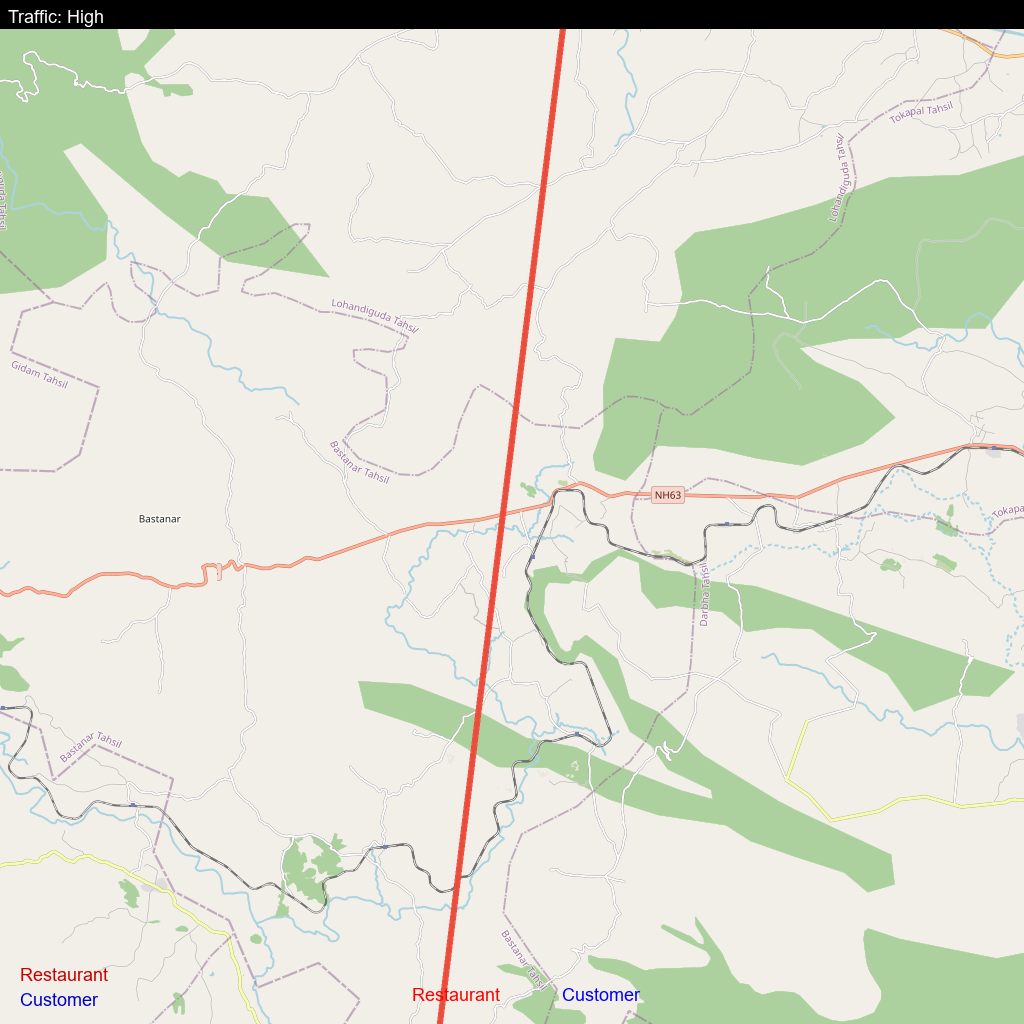 Traffic: High
Tokapal Tahsil
Lohandiguda Tahsil
Lohandiguda Tahsil
Gidam Tahsil
Bastanar Tahsil
NH63
Tokapa
Bastanar
Darbha Tahsil
Bastanar Tahsil
Bastanar Tahsil
Restaurant
Customer
Restaurant
Customer